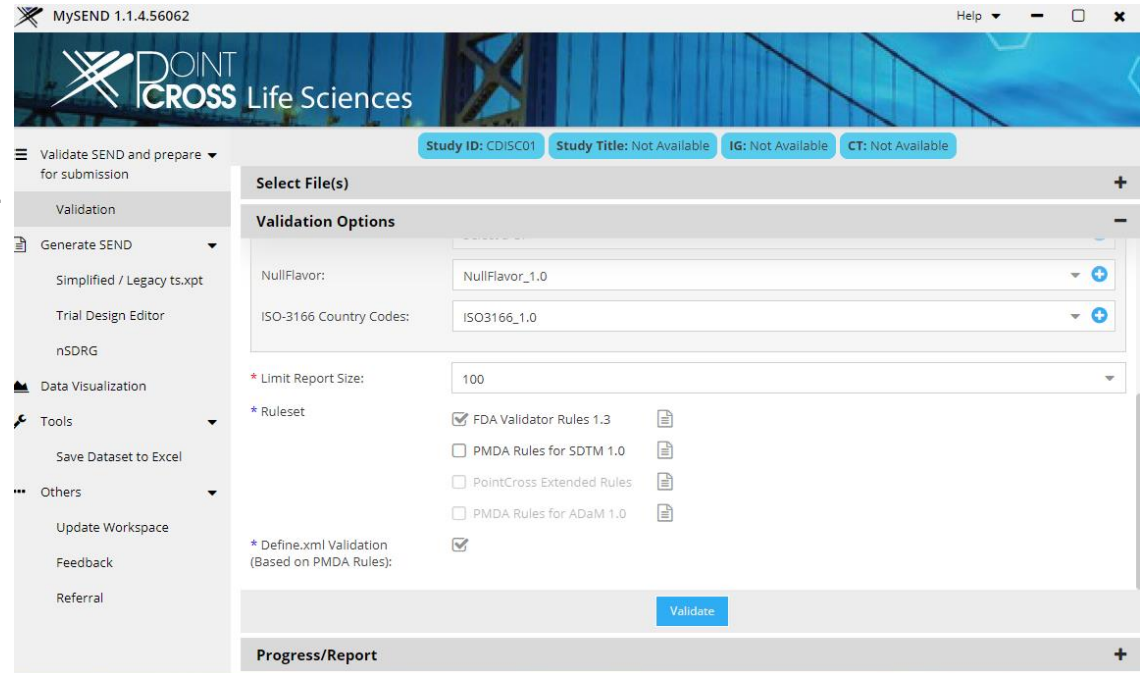 MySEND 1.1.4.56062
Help
POINT
CROSS Life Sciences
Study ID: CDISC01 Study Title: Not Available IG: Not Available CT: Not Available
Validate SEND and prepare
for submission
Validation
Generate SEND
Simplified / Legacy ts.xpt
Trial Design Editor
nSDRG
Data Visualization
Tools
Save Dataset to Excel
Others
Update Workspace
Feedback
Referral
Select File(s)
Validation Options
NullFlavor: NullFlavor_1.0
ISO-3166 Country Codes: ISO3166_1.0
* Limit Report Size: 100
* Ruleset
FDA Validator Rules 1.3
PMDA Rules for SDTM 1.0
PointCross Extended Rules
PMDA Rules for ADaM 1.0
* Define.xml Validation
(Based on PMDA Rules):
Validate
Progress/Report